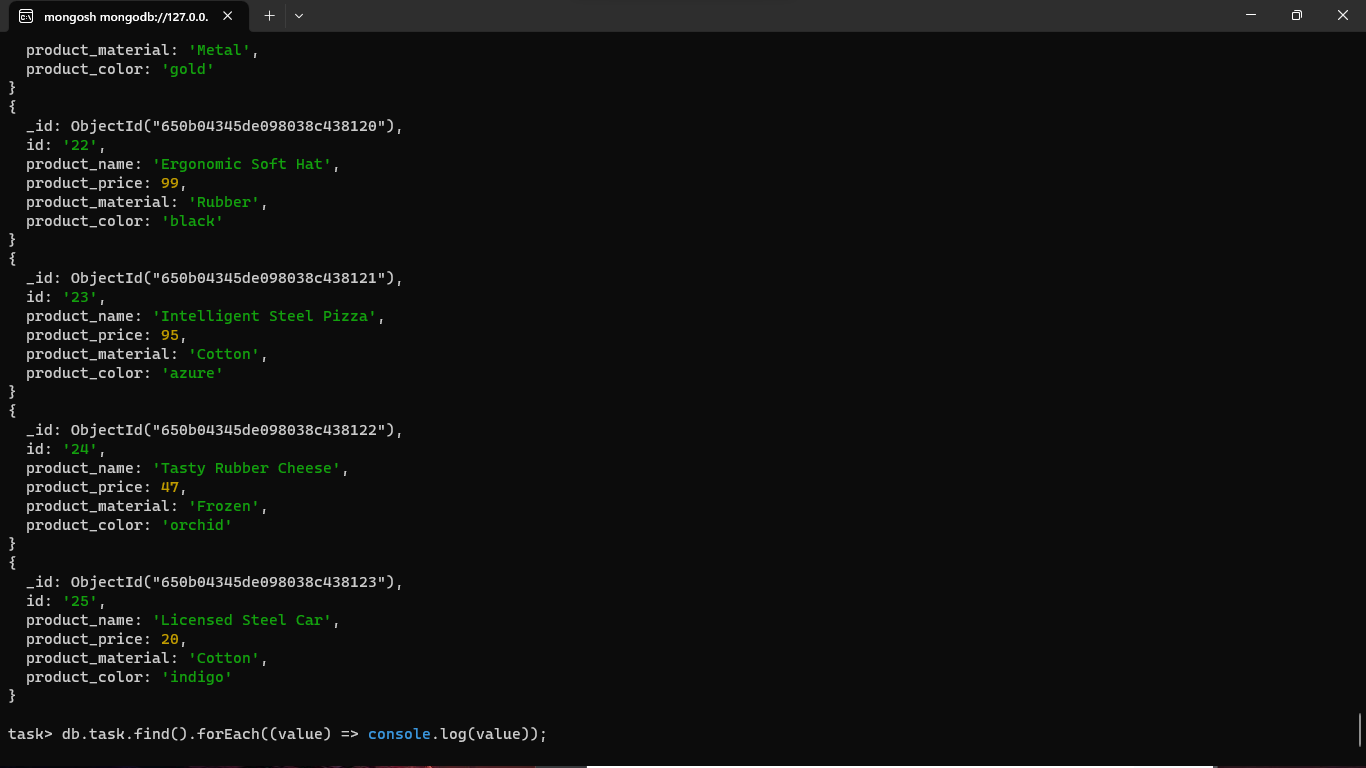 mongosh mongodb://127.0.0.
product_material: 'Metal',
product_color: 'gold'
}
{
_id: ObjectId("650b04345de098038c438120"),
id: '22',
product_name: 'Ergonomic Soft Hat',
product_price: 99,
product_material: 'Rubber',
product_color: 'black'
}
{
_id: ObjectId("650b04345de098038c438121"),
id: '23',
product_name: 'Intelligent Steel Pizza',
product_price: 95,
product_material: 'Cotton',
product_color: 'azure'
}
{
_id: ObjectId("650b04345de098038c438122"),
id: '24',
product_name: 'Tasty Rubber Cheese',
product_price: 47,
product_material: 'Frozen',
product_color: 'orchid'
}
{
_id: ObjectId("650b04345de098038c438123"),
id: '25',
product_name: 'Licensed Steel Car',
product_price: 20,
product_material: 'Cotton',
product_color: 'indigo'
}
task> db.task.find().forEach((value) => console.log(value));